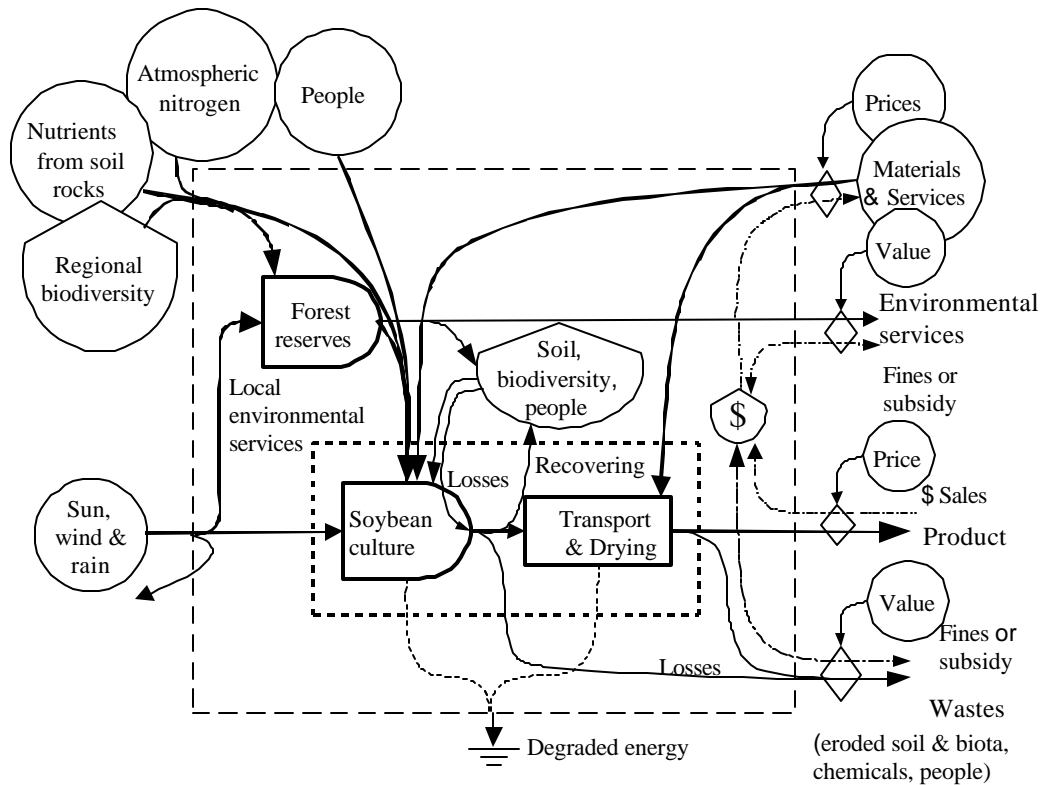 Atmospheric
nitrogen
People
Nutrients
from soil
rocks
Regional
biodiversity
Prices
Materials
& Services
Value
Environmental
services
Forest
reserves
Soil,
biodiversity,
people
Local
environmental
services
$
Fines or
subsidy
Price
$ Sales
Losses
Recovering
Sun,
wind &
rain
Soybean
culture
Transport
& Drying
Product
Value
Fines or
subsidy
Losses
Wastes
(eroded soil & biota,
chemicals, people)
Degraded energy